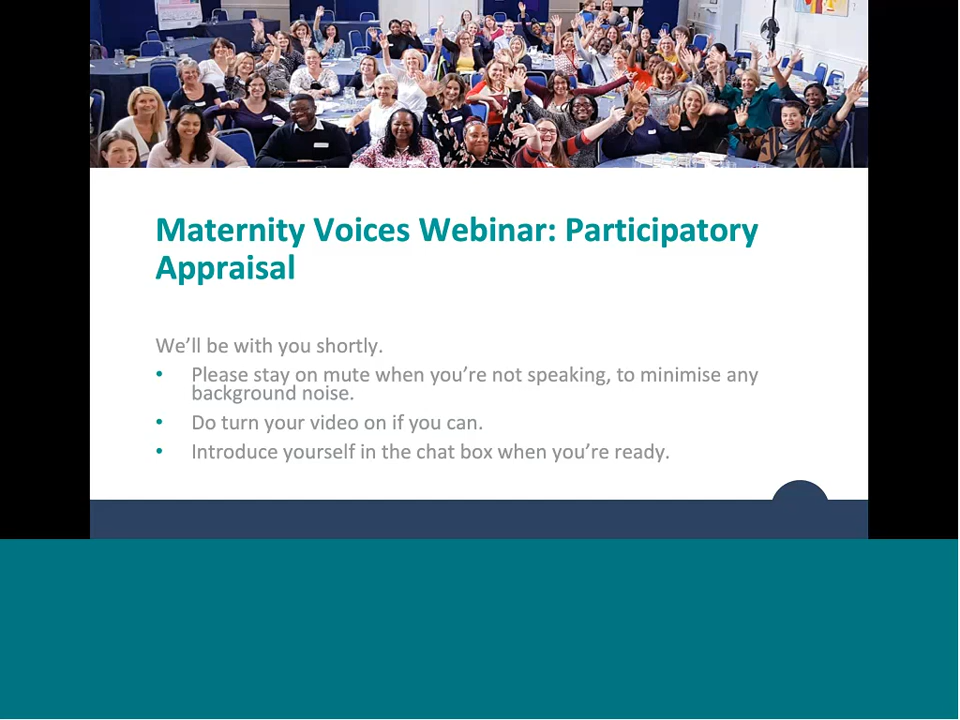 Maternity Voices Webinar: Participatory
Appraisal
We’ll be with you shortly.
• Please stay on mute when you’re not speaking, to minimise any
background noise.
• Do turn your video on if you can.
• Introduce yourself in the chat box when you’re ready.